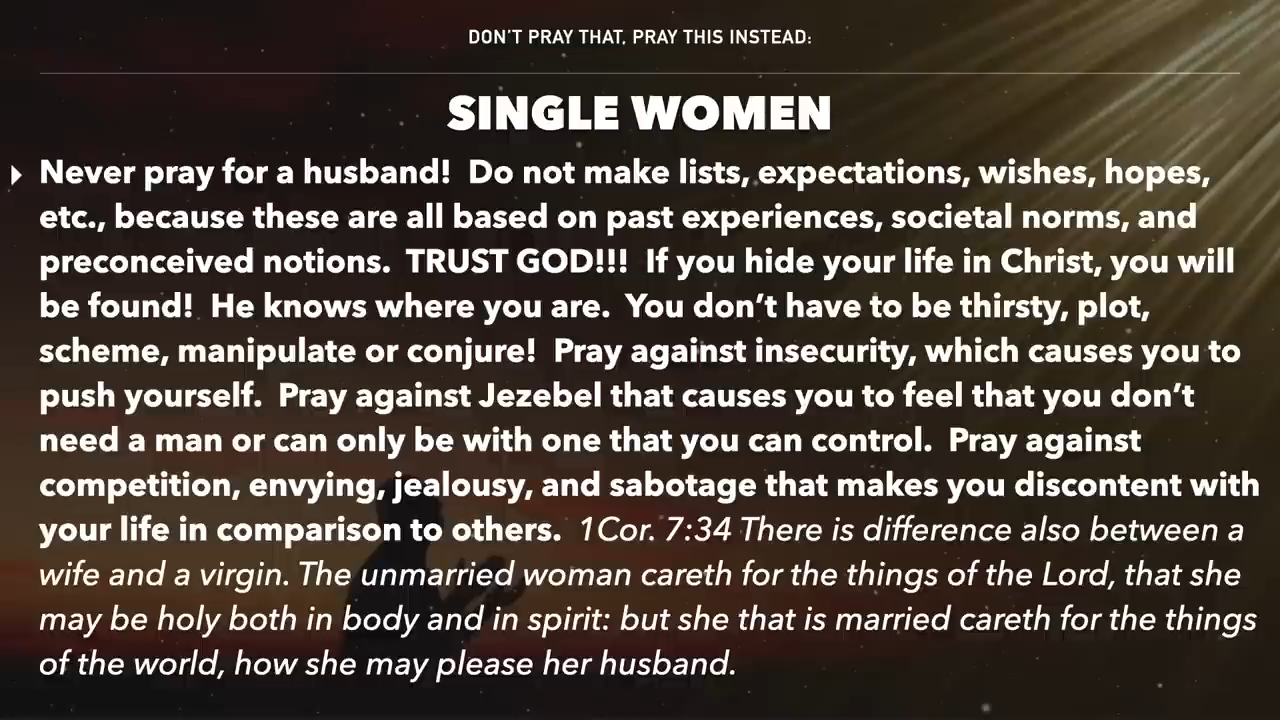 DON'T PRAY THAT, PRAY THIS INSTEAD:
SINGLE WOMEN
Never pray for a husband!  Do not make lists, expectations, wishes, hopes,
etc., because these are all based on past experiences, societal norms, and
preconceived notions.  TRUST GOD!!!  If you hide your life in Christ, you will
be found!  He knows where you are.  You don't have to be thirsty, plot,
scheme, manipulate or conjure!  Pray against insecurity, which causes you to
push yourself.  Pray against Jezebel that causes you to feel that you don't
need a man or can only be with one that you can control.  Pray against
competition, envying, jealousy, and sabotage that makes you discontent with
your life in comparison to others.  1Cor. 7:34 There is difference also between a
wife and a virgin. The unmarried woman careth for the things of the Lord, that she
may be holy both in body and in spirit: but she that is married careth for the things
of the world, how she may please her husband.